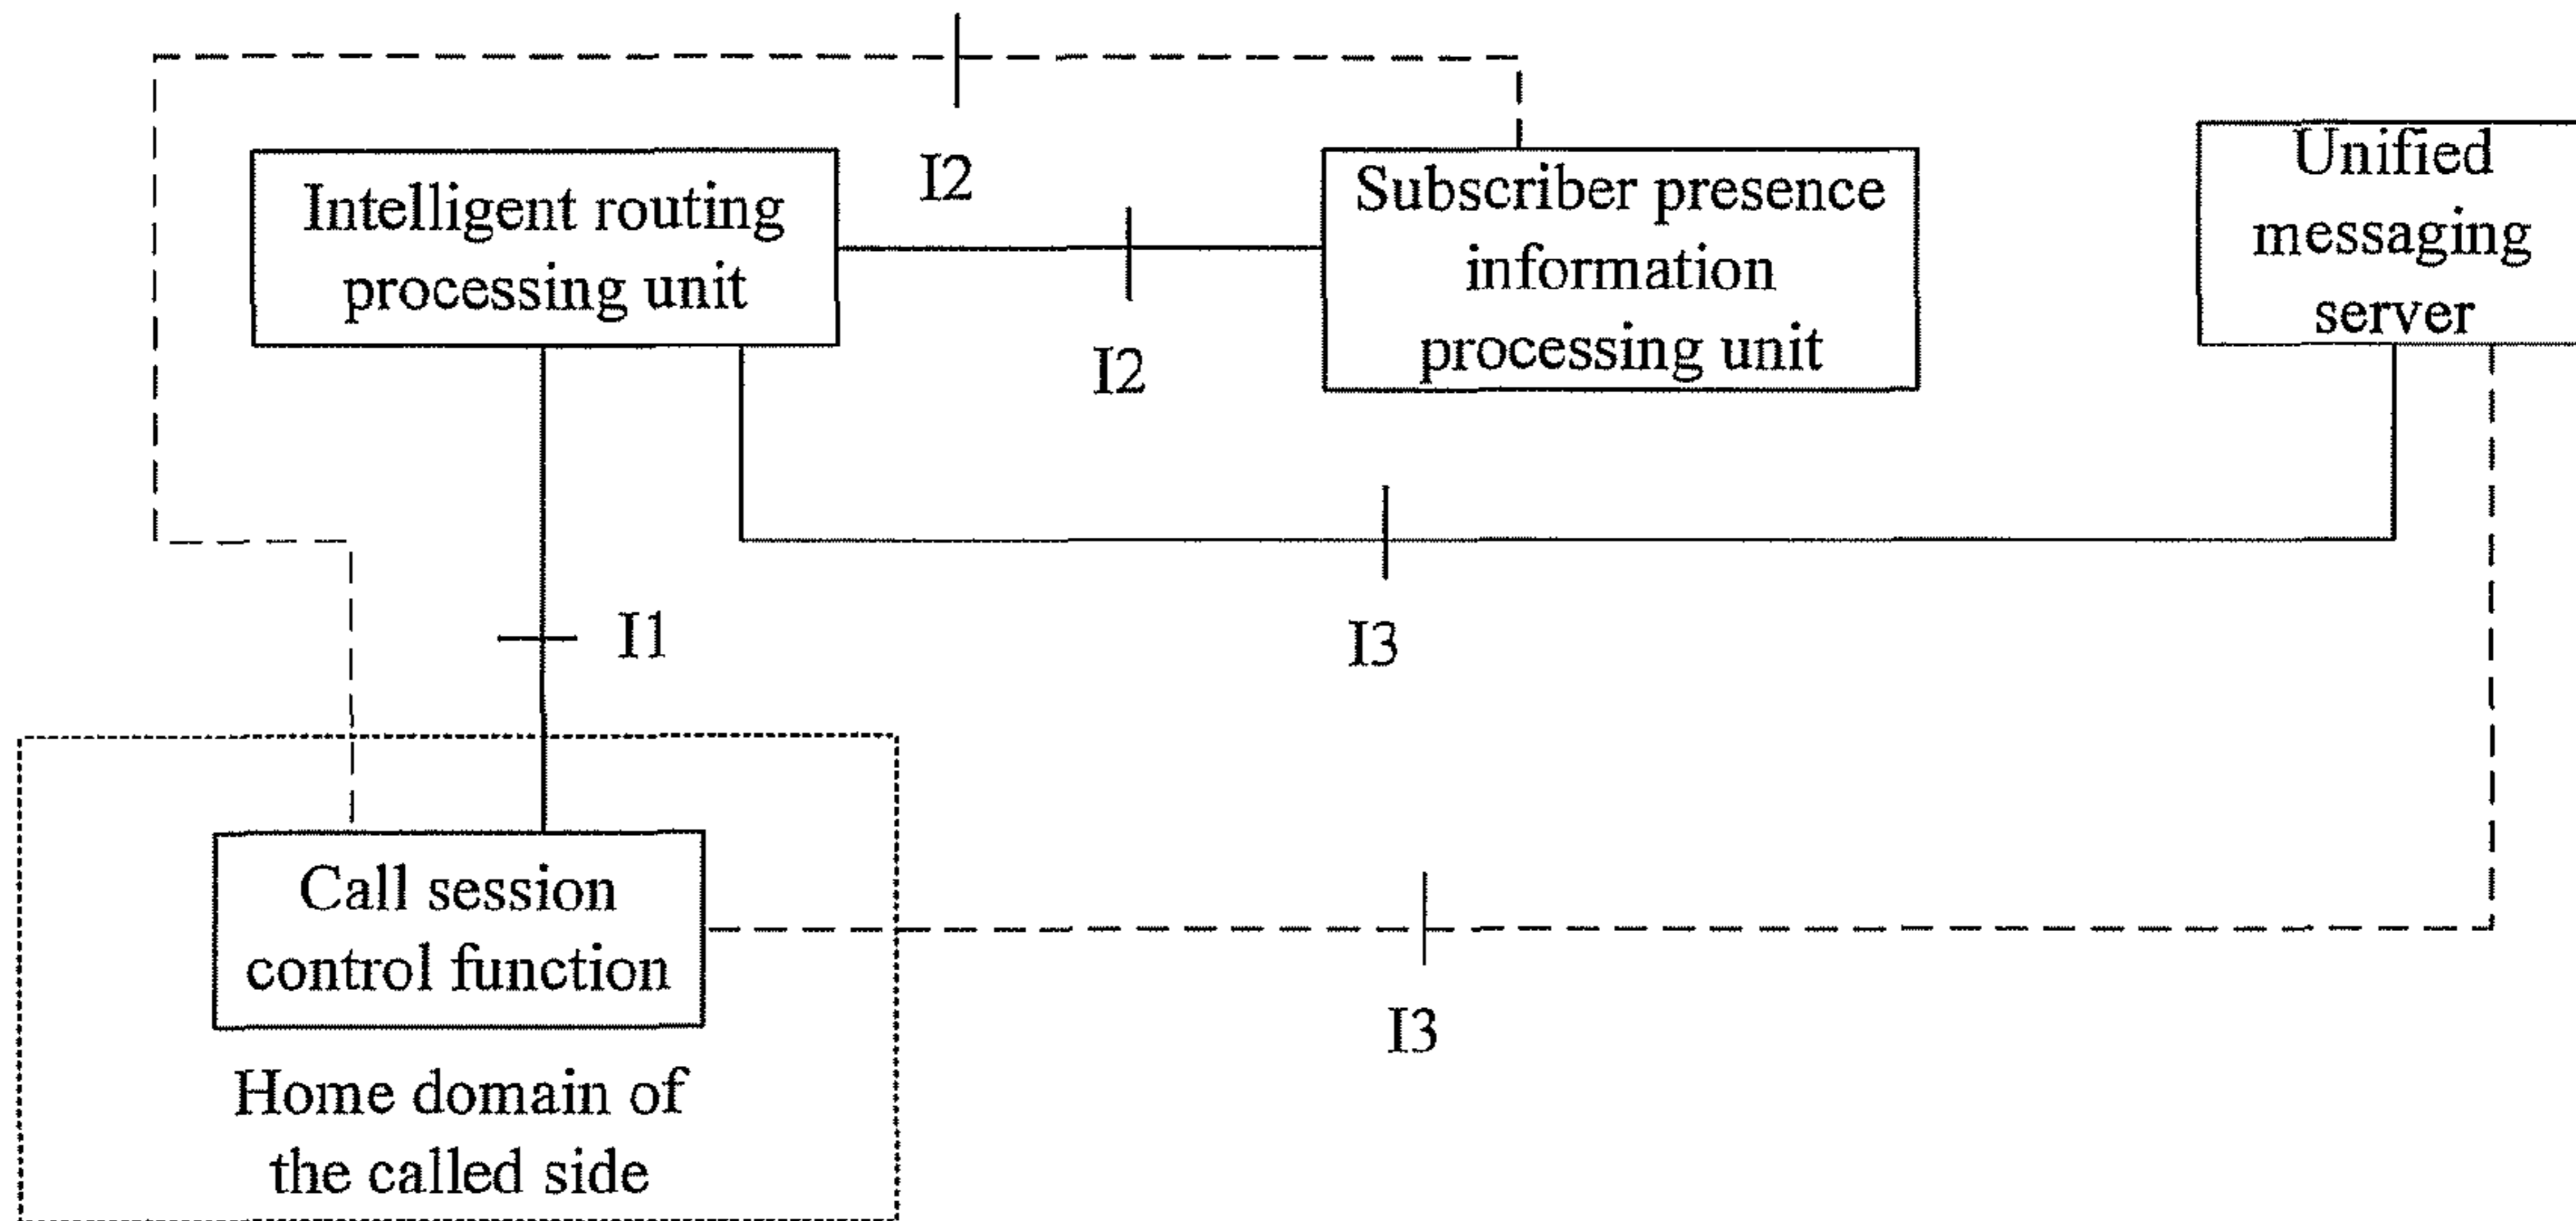 I2
Intelligent routing
processing unit
I2
Subscriber presence
information
processing unit
Unified
messaging
server
I1
I3
Call session
control function
Home domain of
the called side
I3